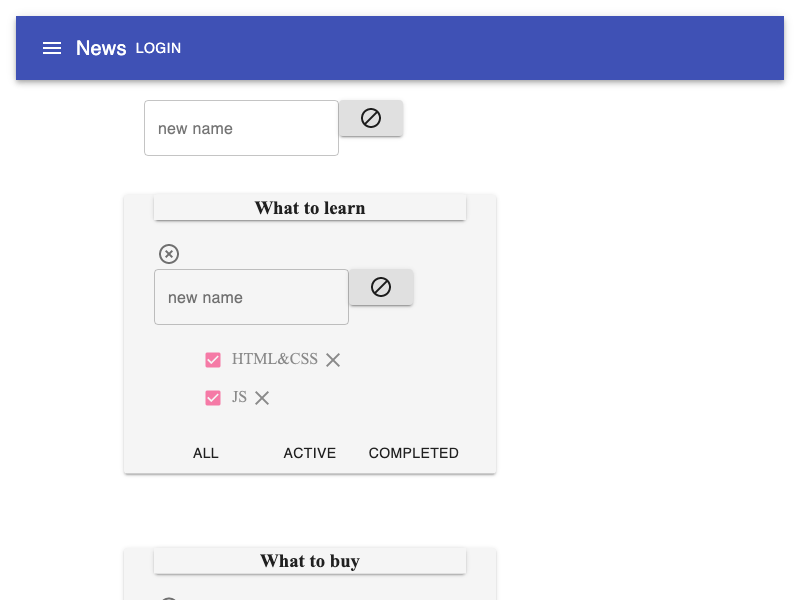 News LOGIN
new name
What to learn
new name
HTML&CSS
JS
ALL ACTIVE COMPLETED
What to buy